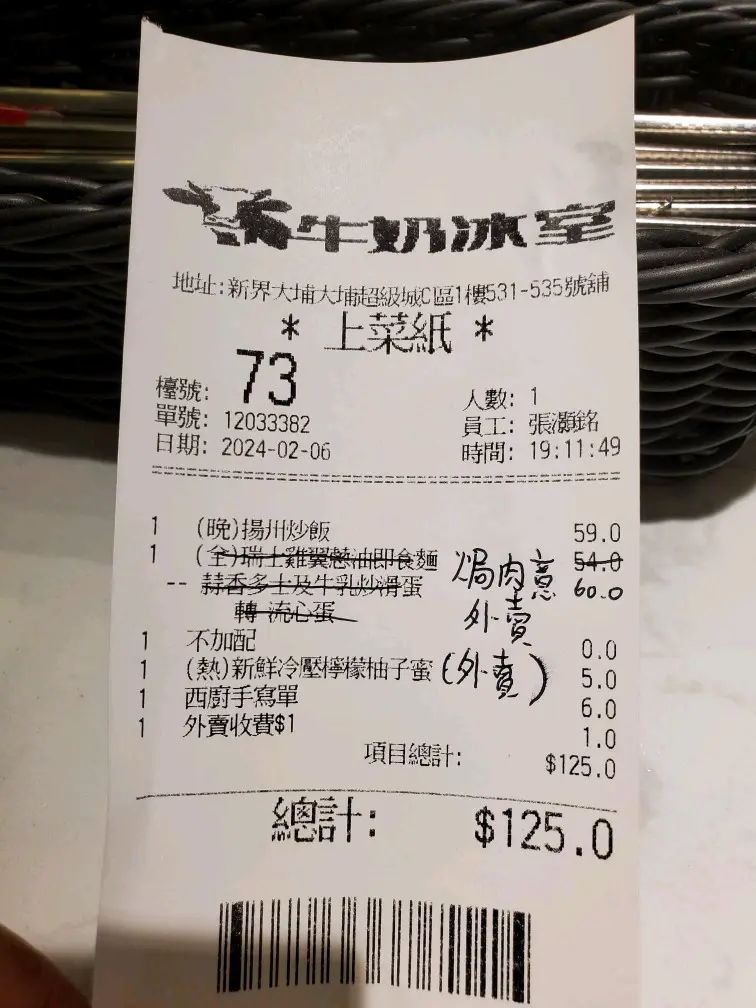 牛奶冰室
地址:新界大埔大埔超級城C區1樓531-535號舖
* 上菜紙 *
檯號: 73 人數: 1
單號: 12033382 員工: 張灝銘
日期: 2024-02-06 時間: 19:11:49
1 (晚)揚州炒飯 59.0
1 (全)瑞士雞翼蔥油即食麵 焗肉意 54.0
-- 蒜香多士及牛乳炒滑蛋 60.0
轉 流心蛋 外賣
1 不加配 0.0
1 (熱)新鮮冷壓檸檬柚子蜜 (外賣) 5.0
1 西廚手寫單 6.0
1 外賣收費$1 1.0
項目總計: $125.0
總計: $125.0